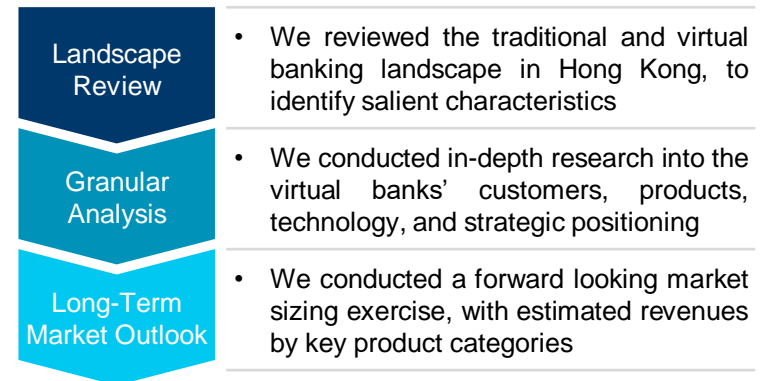 Landscape
Review
• We reviewed the traditional and virtual
banking landscape in Hong Kong, to
identify salient characteristics
Granular
Analysis
• We conducted in-depth research into the
virtual banks’ customers, products,
technology, and strategic positioning
Long-Term
Market Outlook
• We conducted a forward looking market
sizing exercise, with estimated revenues
by key product categories